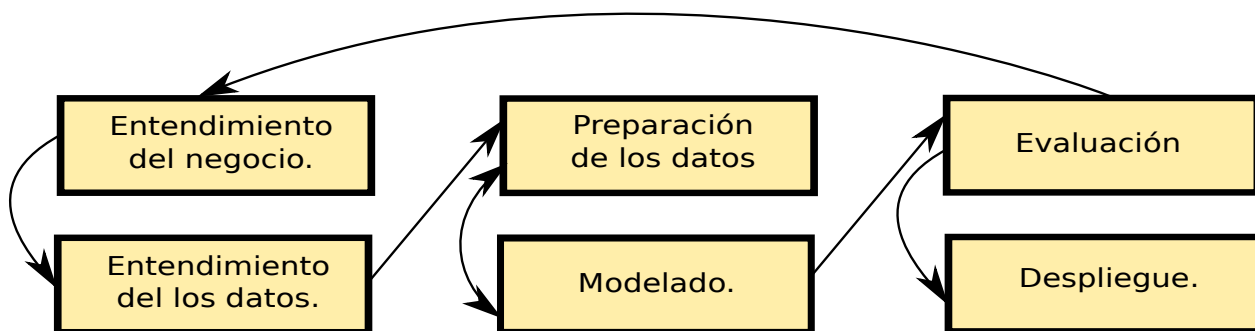 Entendimiento
del negocio.
Entendimiento
del los datos.
Preparación
de los datos
Modelado.
Evaluación
Despliegue.